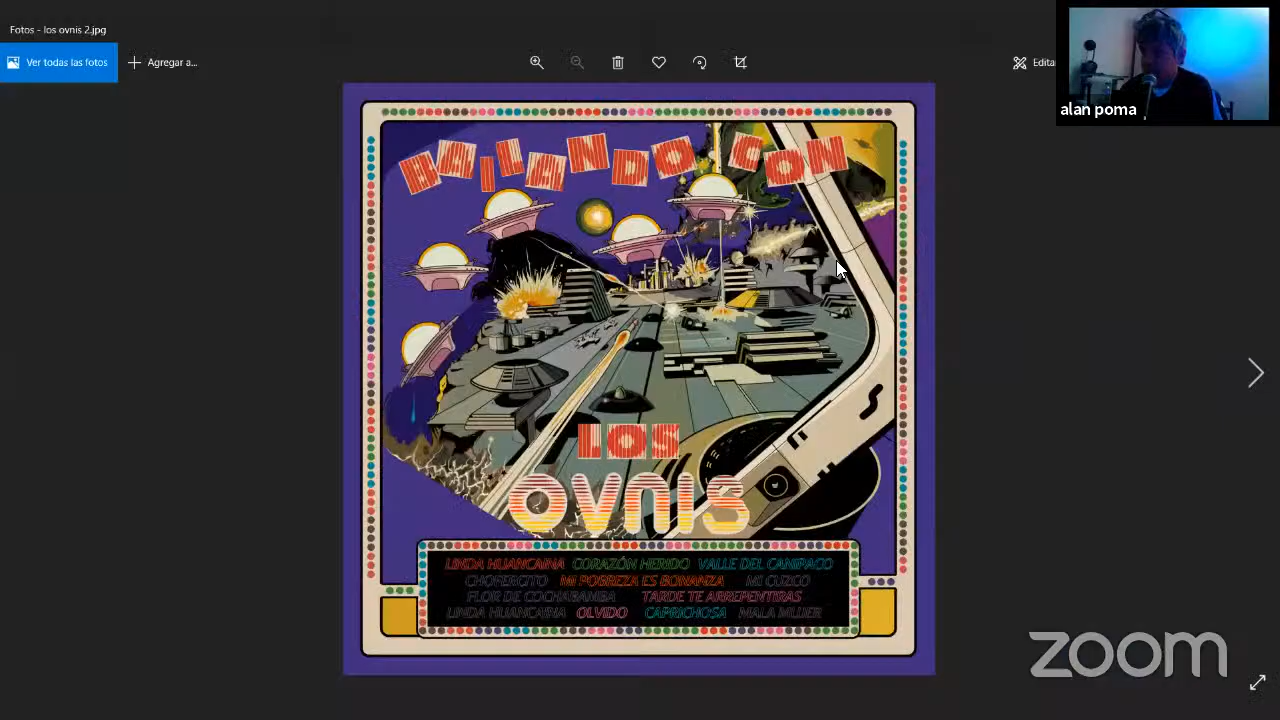 Fotos - los ovnis 2.jpg
Ver todas las fotos
Agregar a...
Edita
alan poma
BAILANDO CON
LOS
OVNIS
LINDA HUANCAINA CORAZÓN HERIDO VALLE DEL CANIPACO
CHOFERCITO MI POBREZA ES BONANZA MI CUZCO
FLOR DE COCHABAMBA TARDE TE ARREPENTIRAS
LINDA HUANCAINA OLVIDO CAPRICHOSA MALA MUJER
zoom